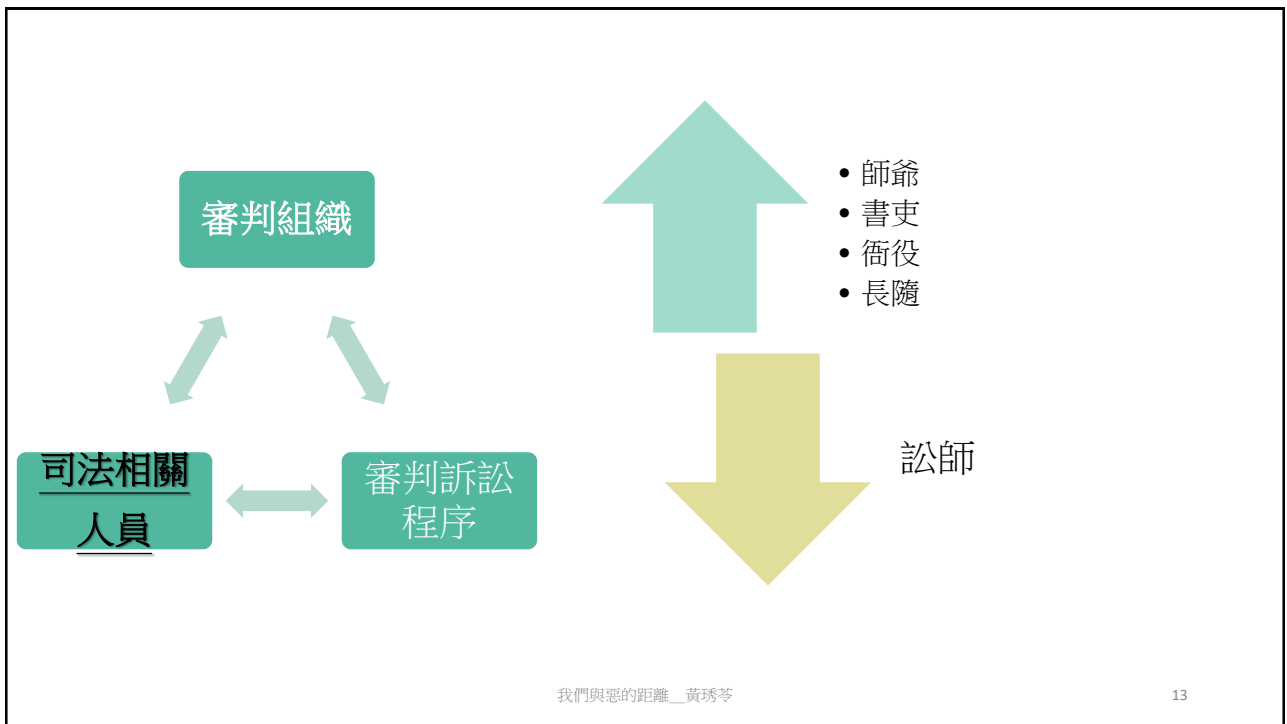 審判組織
司法相關
人員
審判訴訟
程序
• 師爺
• 書吏
• 衙役
• 長隨
訟師
我們與惡的距離__黃琇苓
13